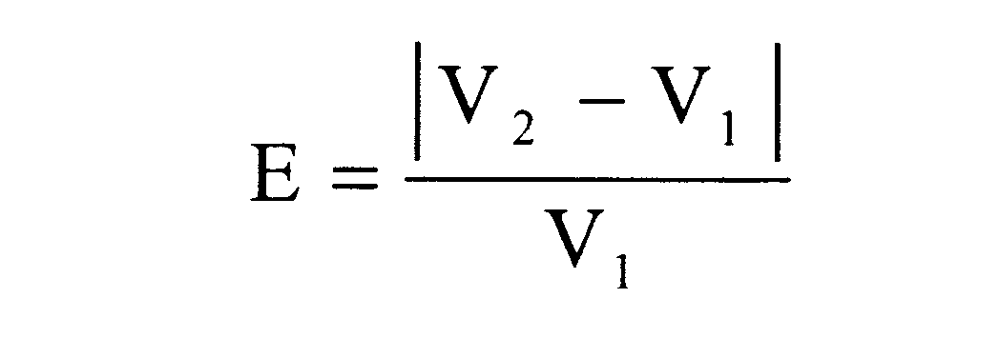 E = |V₂ − V₁| / V₁